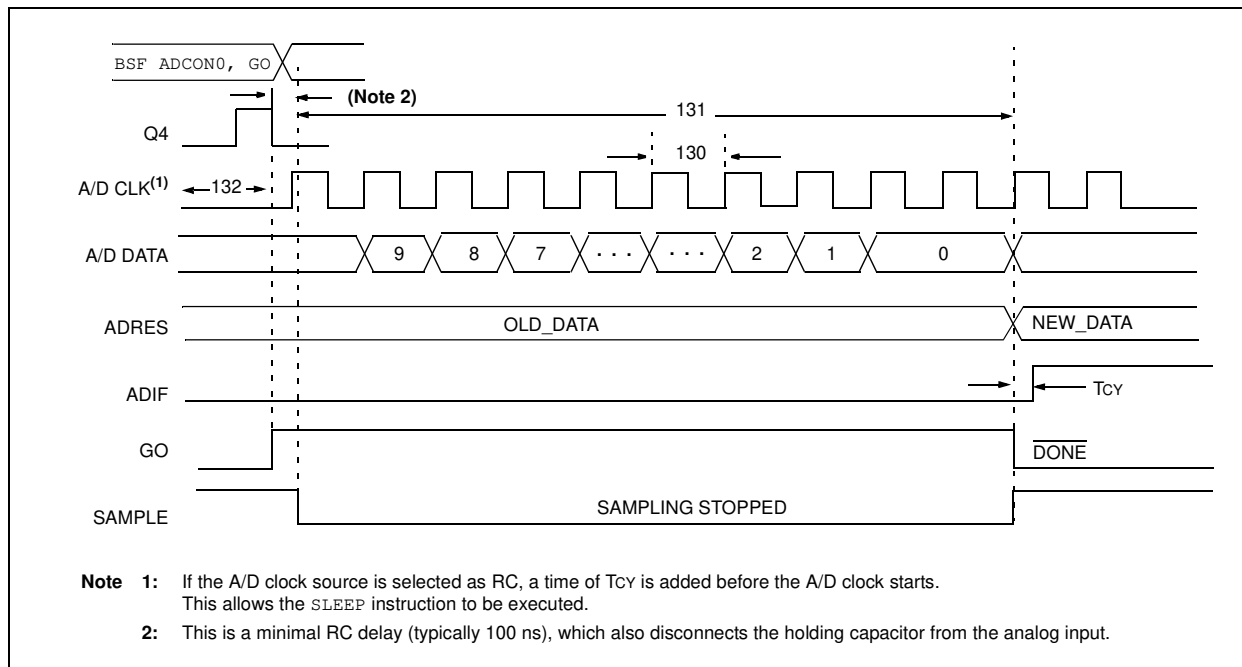 BSF ADCON0, GO
(Note 2)
131
Q4
130
A/D CLK(1)
132
A/D DATA
9 8 7 · · · · · · 2 1 0
ADRES
OLD_DATA
NEW_DATA
ADIF
TCY
GO
DONE
SAMPLE
SAMPLING STOPPED
Note 1: If the A/D clock source is selected as RC, a time of TCY is added before the A/D clock starts.
This allows the SLEEP instruction to be executed.
2: This is a minimal RC delay (typically 100 ns), which also disconnects the holding capacitor from the analog input.